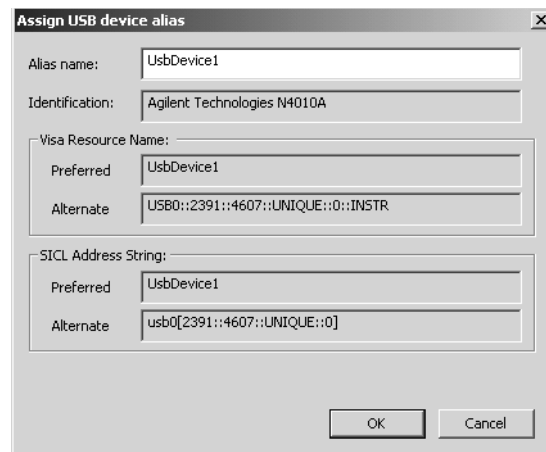 Assign USB device alias
Alias name: UsbDevice1
Identification: Agilent Technologies N4010A
Visa Resource Name:
Preferred UsbDevice1
Alternate USB0::2391::4607::UNIQUE::0::INSTR
SICL Address String:
Preferred UsbDevice1
Alternate usb0[2391::4607::UNIQUE::0]
OK Cancel